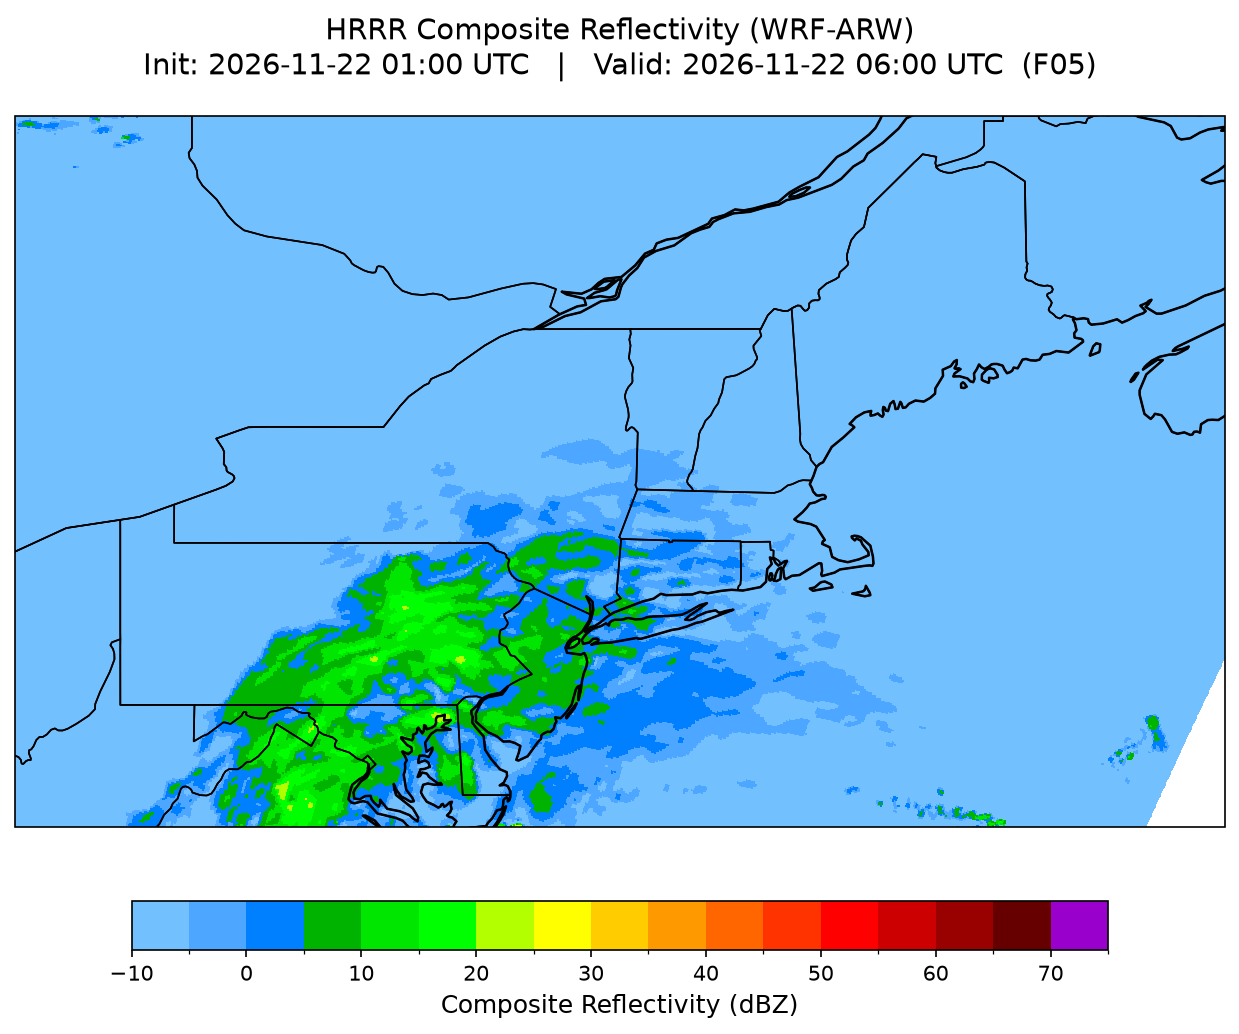 HRRR Composite Reflectivity (WRF-ARW)
Init: 2026-11-22 01:00 UTC   |   Valid: 2026-11-22 06:00 UTC  (F05)
−10 0 10 20 30 40 50 60 70
Composite Reflectivity (dBZ)